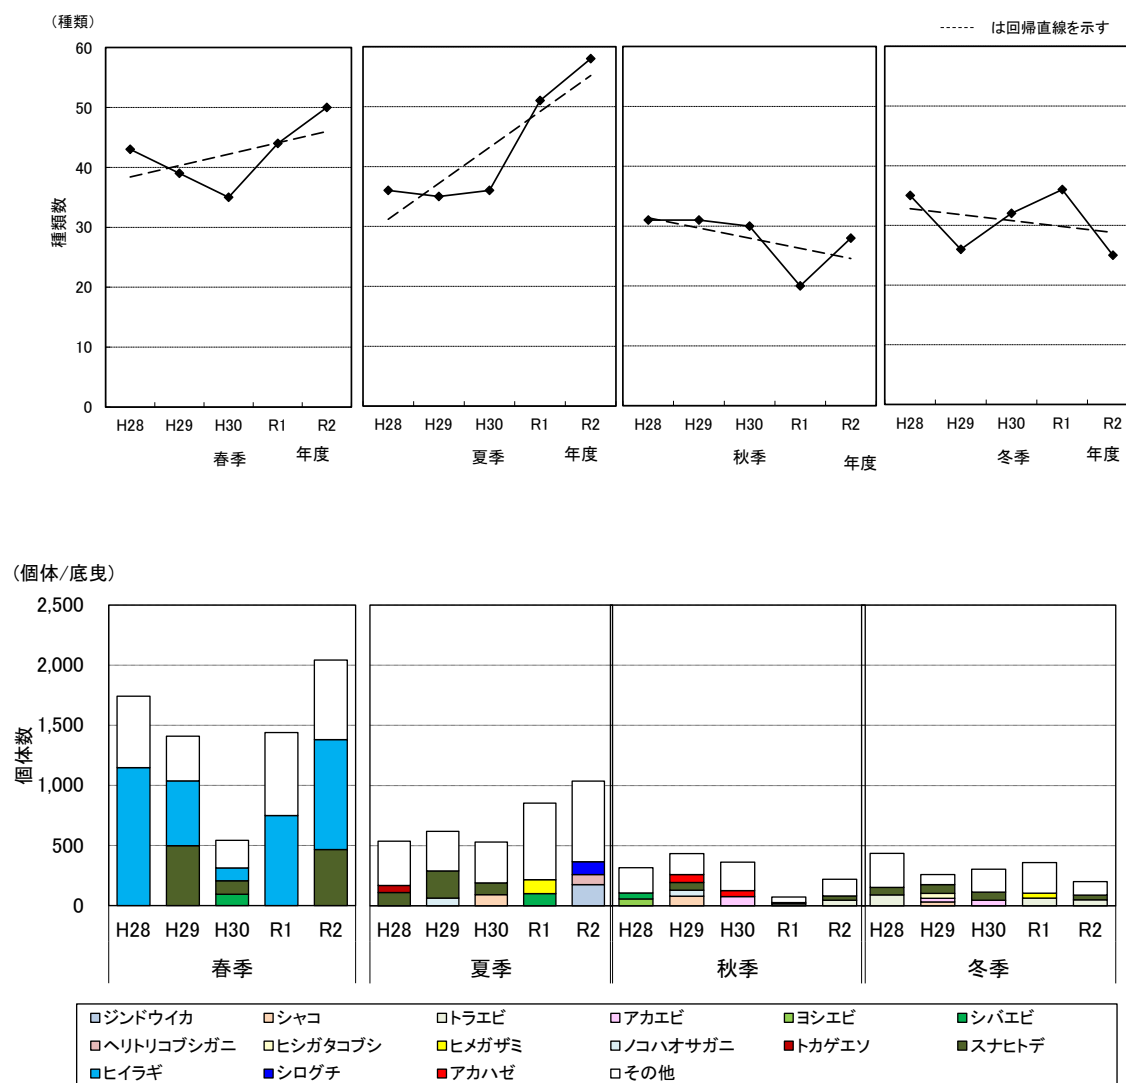 (種類)
------ は回帰直線を示す
60
50
40
30
20
10
0
種類数
H28 H29 H30 R1 R2
春季 年度
H28 H29 H30 R1 R2
夏季 年度
H28 H29 H30 R1 R2
秋季 年度
H28 H29 H30 R1 R2
冬季 年度
(個体/底曳)
2,500
2,000
1,500
1,000
500
0
個体数
H28 H29 H30 R1 R2
春季
H28 H29 H30 R1 R2
夏季
H28 H29 H30 R1 R2
秋季
H28 H29 H30 R1 R2
冬季
ジンドウイカ シャコ トラエビ アカエビ ヨシエビ シバエビ
ヘリトリコブシガニ ヒシガタコブシ ヒメガザミ ノコハオサガニ トカゲエソ スナヒトデ
ヒイラギ シログチ アカハゼ その他